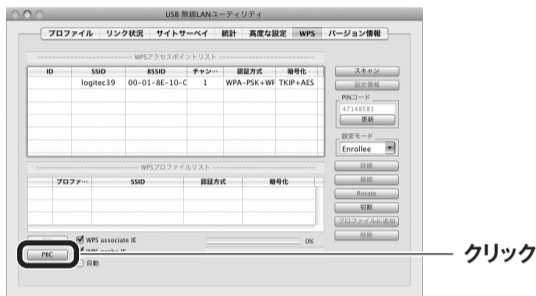 USB 無線LANユーティリティ
プロファイル リンク状況 サイトサーベイ 統計 高度な設定 WPS バージョン情報
WPSアクセスポイントリスト
ID SSID BSSID チャン… 認証方式 暗号化
logitec39 00-01-8E-10-C 1 WPA-PSK+WF TKIP+AES
スキャン
設定情報
PINコード
47148581
更新
設定モード
Enrollee
WPSプロファイルリスト
プロファ… SSID 認証方式 暗号化
詳細
接続
Rotate
切断
プロファイルに追加
削除
WPS associate IE
0%
PBC
自動
クリック